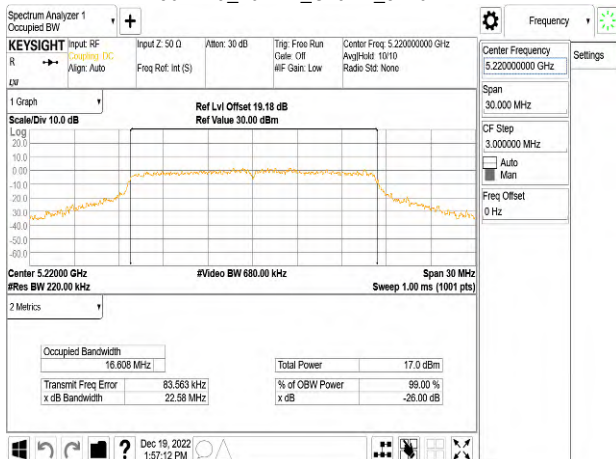 Spectrum Analyzer 1
Occupied BW
+
Frequency
KEYSIGHT
R
Input: RF
Coupling: DC
Align: Auto
Input Z: 50 Ω
Freq Ref: Int (S)
Atten: 30 dB
Trig: Free Run
Gate: Off
#IF Gain: Low
Center Freq: 5.220000000 GHz
Avg|Hold: 10/10
Radio Std: None
Center Frequency
5.220000000 GHz
Settings
Span
30.000 MHz
CF Step
3.000000 MHz
Auto
Man
Freq Offset
0 Hz
1 Graph
Scale/Div 10.0 dB
Ref Lvl Offset 19.18 dB
Ref Value 30.00 dBm
Log
20.0
10.0
0.00
-10.0
-20.0
-30.0
-40.0
-50.0
-60.0
Center 5.22000 GHz
#Video BW 680.00 kHz
Span 30 MHz
#Res BW 220.00 kHz
Sweep 1.00 ms (1001 pts)
2 Metrics
Occupied Bandwidth
16.608 MHz
Total Power 17.0 dBm
Transmit Freq Error 83.563 kHz
% of OBW Power 99.00 %
x dB Bandwidth 22.58 MHz
x dB -26.00 dB
?
Dec 19, 2022
1:57:12 PM